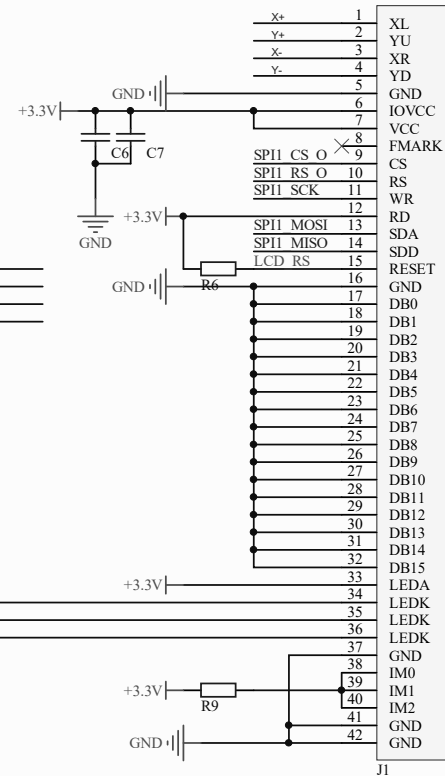 X+ 1 XL
Y+ 2 YU
X- 3 XR
Y- 4 YD
GND 5 GND
+3.3V 6 IOVCC
7 VCC
8 FMARK
C6 C7 SPI1_CS_O 9 CS
SPI1_RS_O 10 RS
SPI1_SCK 11 WR
+3.3V 12 RD
SPI1_MOSI 13 SDA
GND SPI1_MISO 14 SDD
LCD_RS 15 RESET
R6
GND 16 GND
17 DB0
18 DB1
19 DB2
20 DB3
21 DB4
22 DB5
23 DB6
24 DB7
25 DB8
26 DB9
27 DB10
28 DB11
29 DB12
30 DB13
31 DB14
32 DB15
+3.3V 33 LEDA
34 LEDK
35 LEDK
36 LEDK
37 GND
38 IM0
+3.3V 39 IM1
R9 40 IM2
41 GND
GND 42 GND
J1